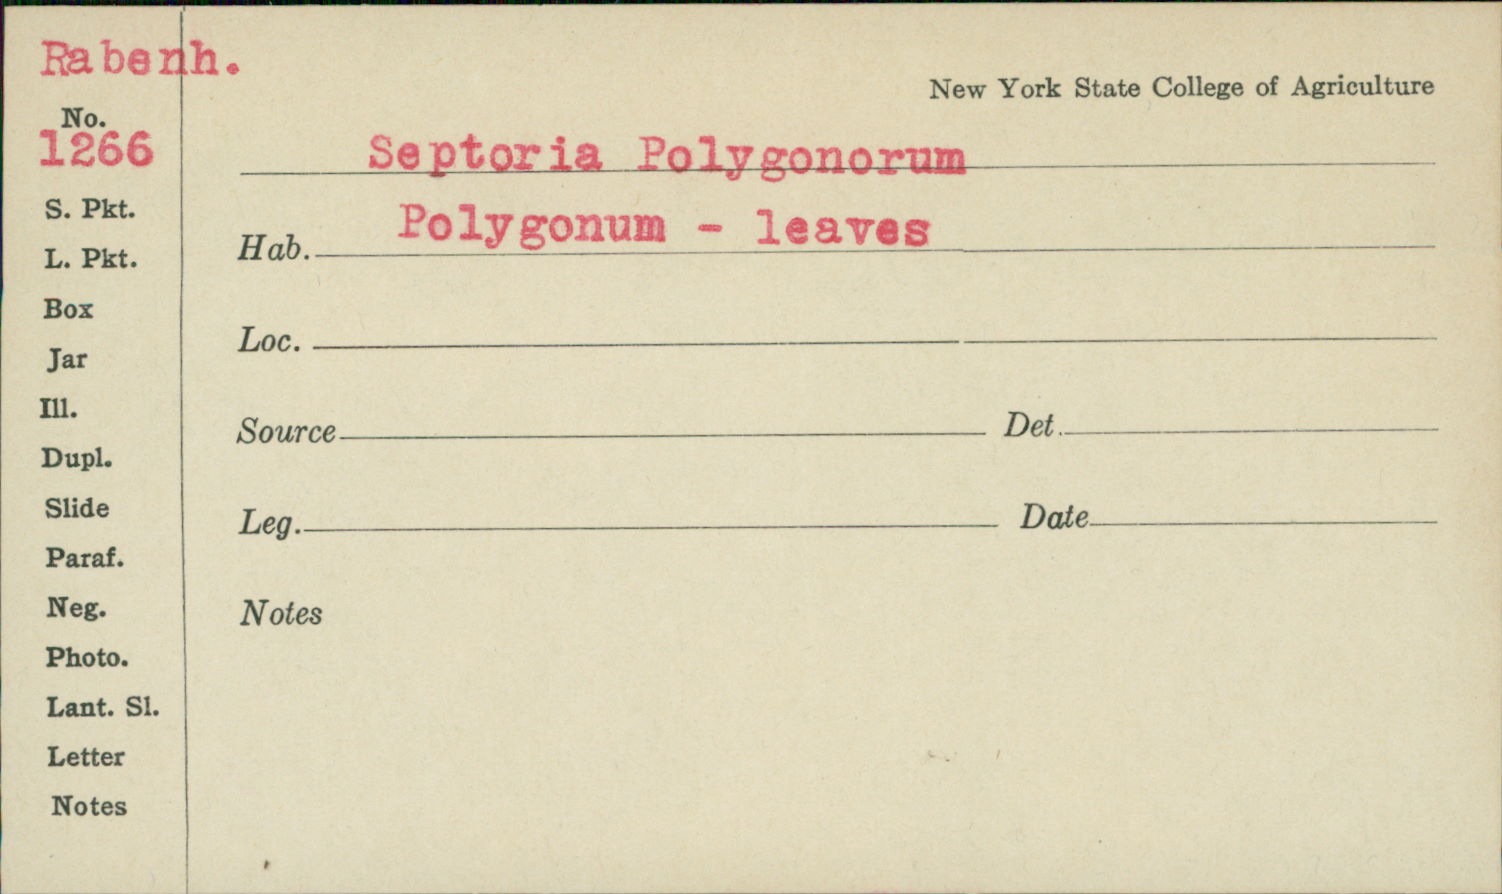 Rabenh.
New York State College of Agriculture
No.
1266
Septoria Polygonorum
S. Pkt.
Hab. Polygonum - leaves
L. Pkt.
Box
Loc.
Jar
Ill.
Source Det.
Dupl.
Slide
Leg. Date
Paraf.
Neg.
Notes
Photo.
Lant. Sl.
Letter
Notes